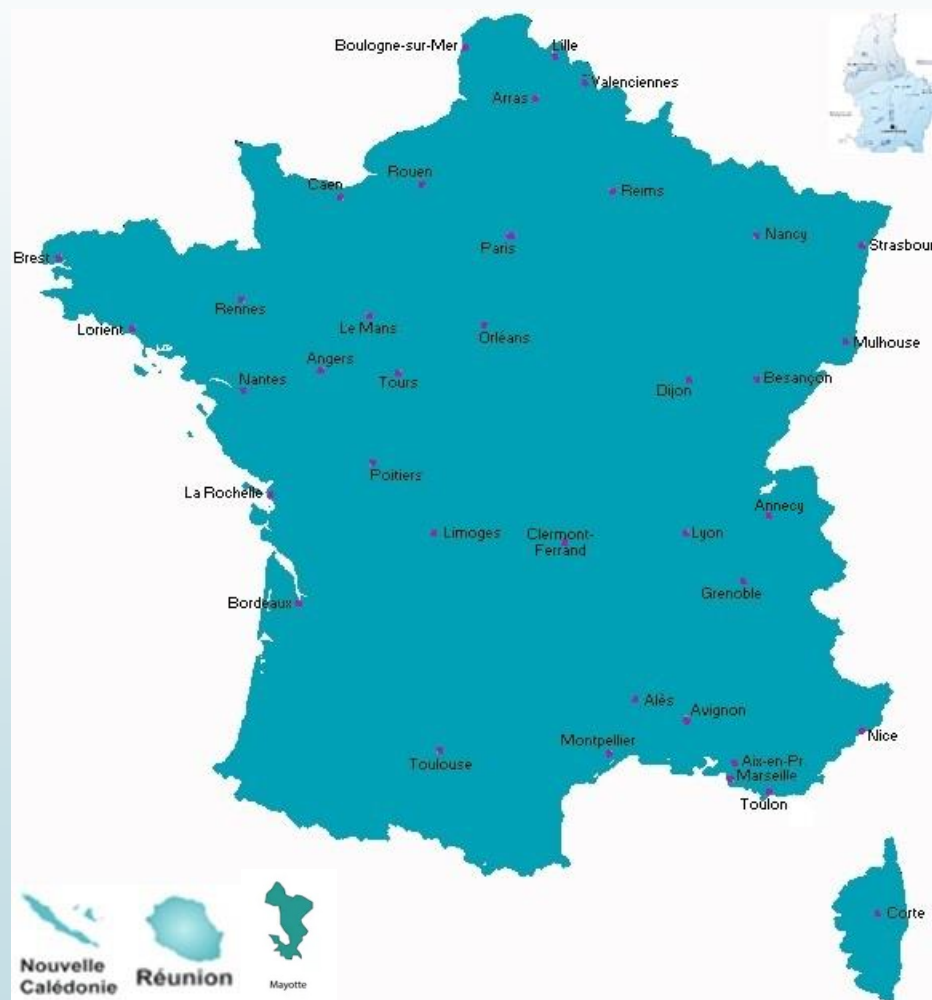 Boulogne-sur-Mer
Lille
Valenciennes
Arras
Rouen
Caen
Reims
Paris
Nancy
Strasbour
Brest
Rennes
Lorient
Le Mans
Orléans
Mulhouse
Angers
Nantes
Tours
Dijon
Besançon
Poitiers
La Rochelle
Annecy
Limoges
Clermont-
Ferrand
Lyon
Grenoble
Bordeaux
Alès
Avignon
Nice
Montpellier
Toulouse
Aix-en-Pr
Marseille
Toulon
Corte
Nouvelle
Calédonie
Réunion
Mayotte